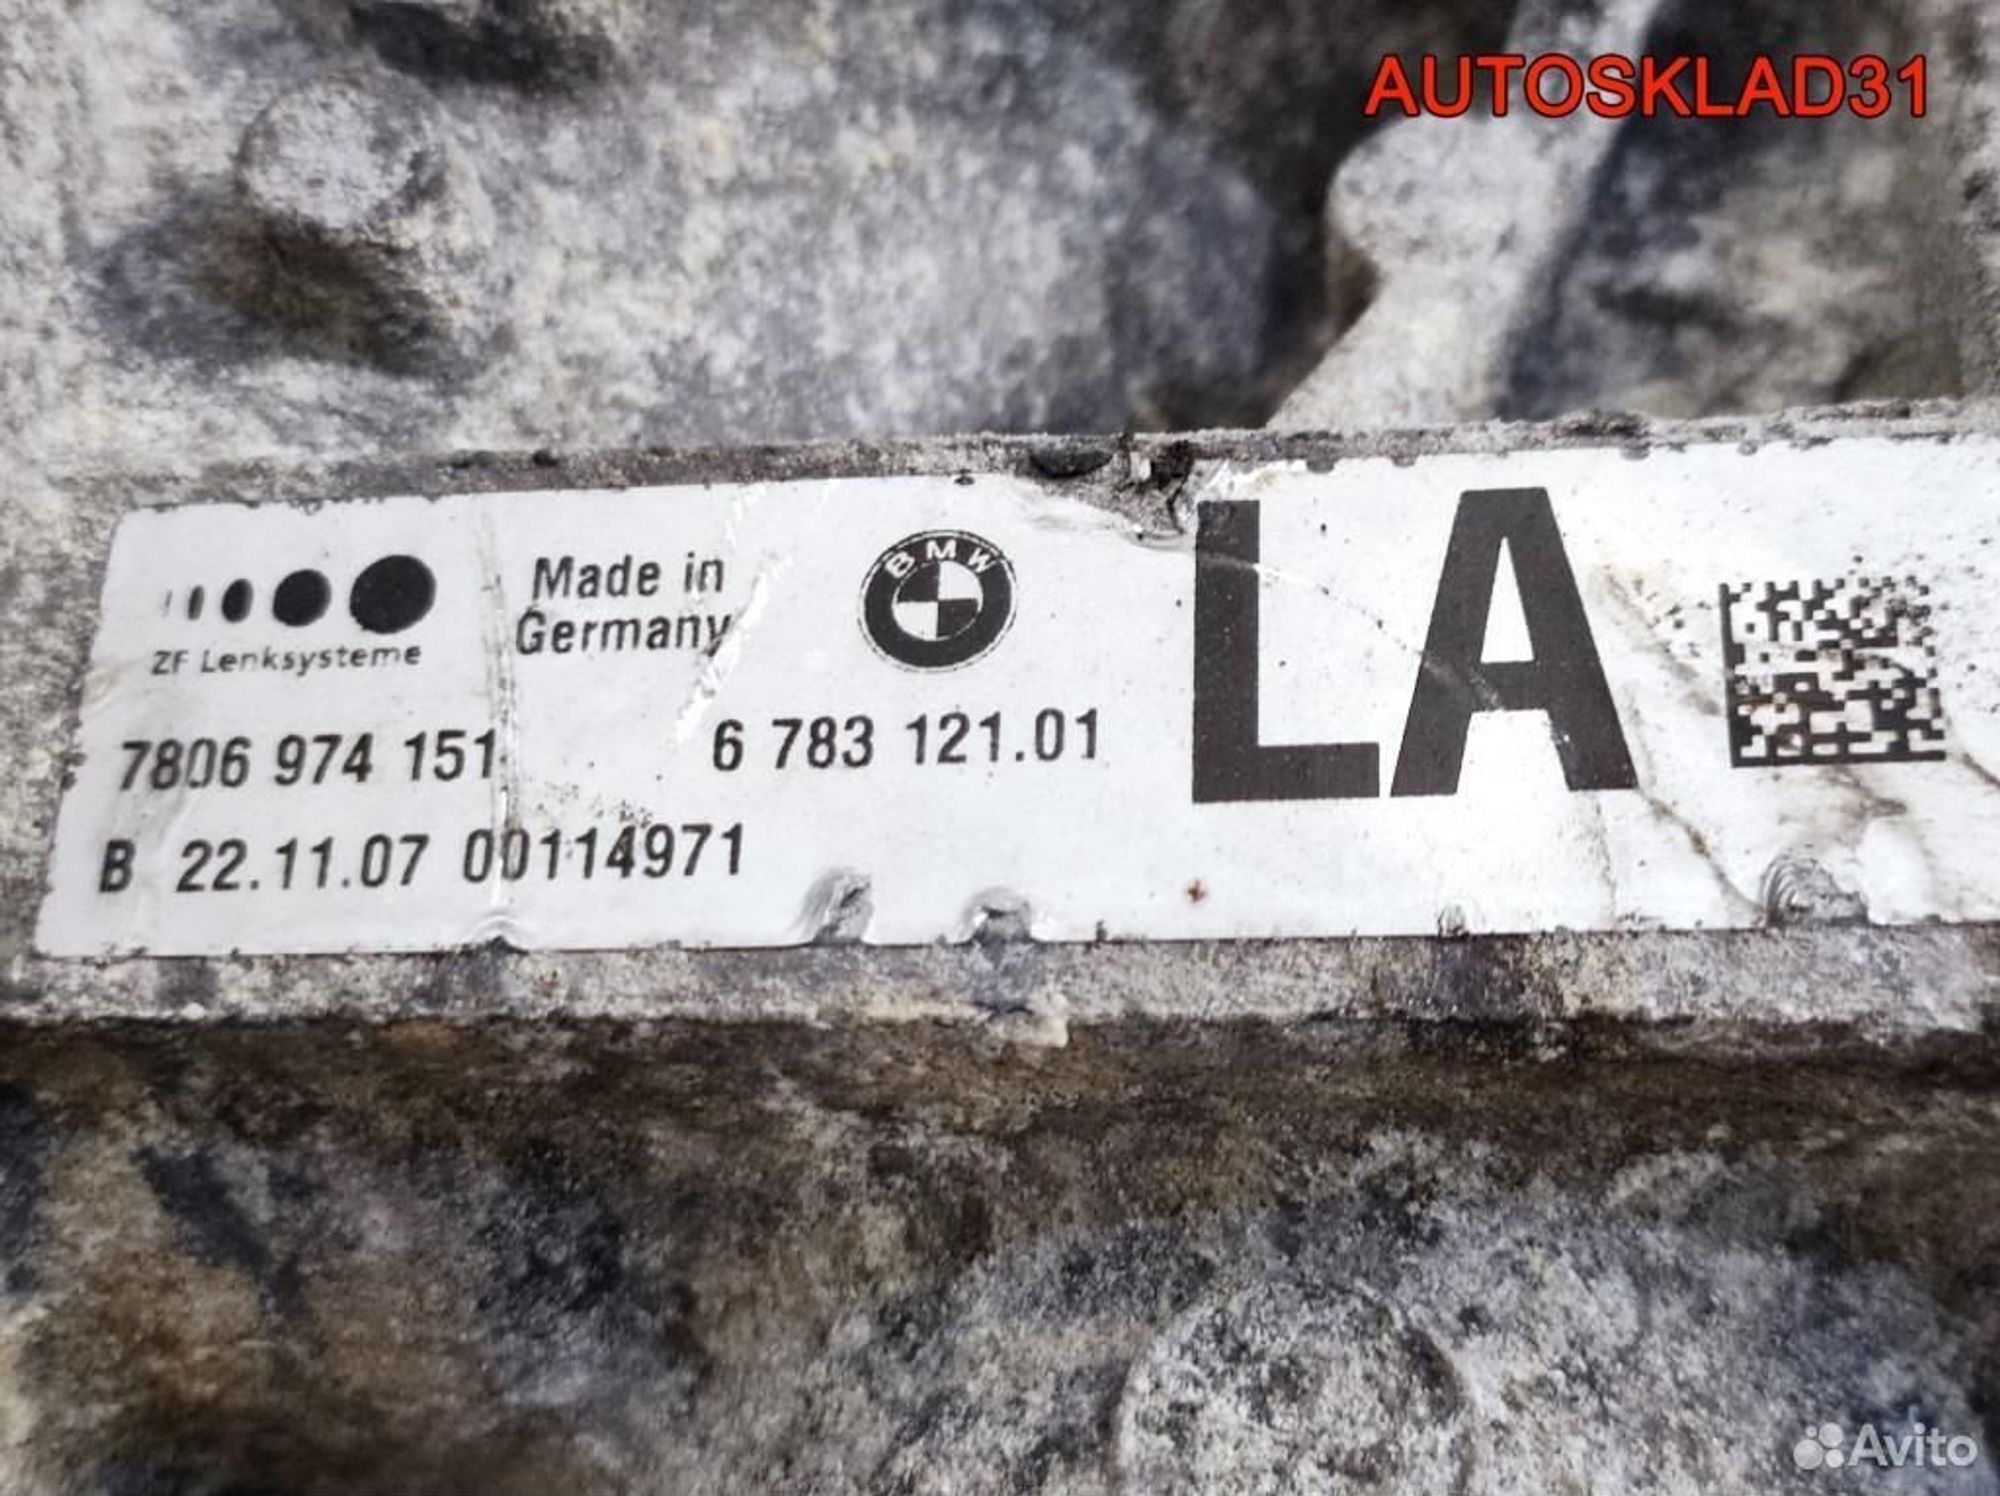 AUTOSKLAD31
ZF Lenksysteme
Made in
Germany
BMW
LA
7806 974 151
6 783 121.01
B 22.11.07 00114971
Avito